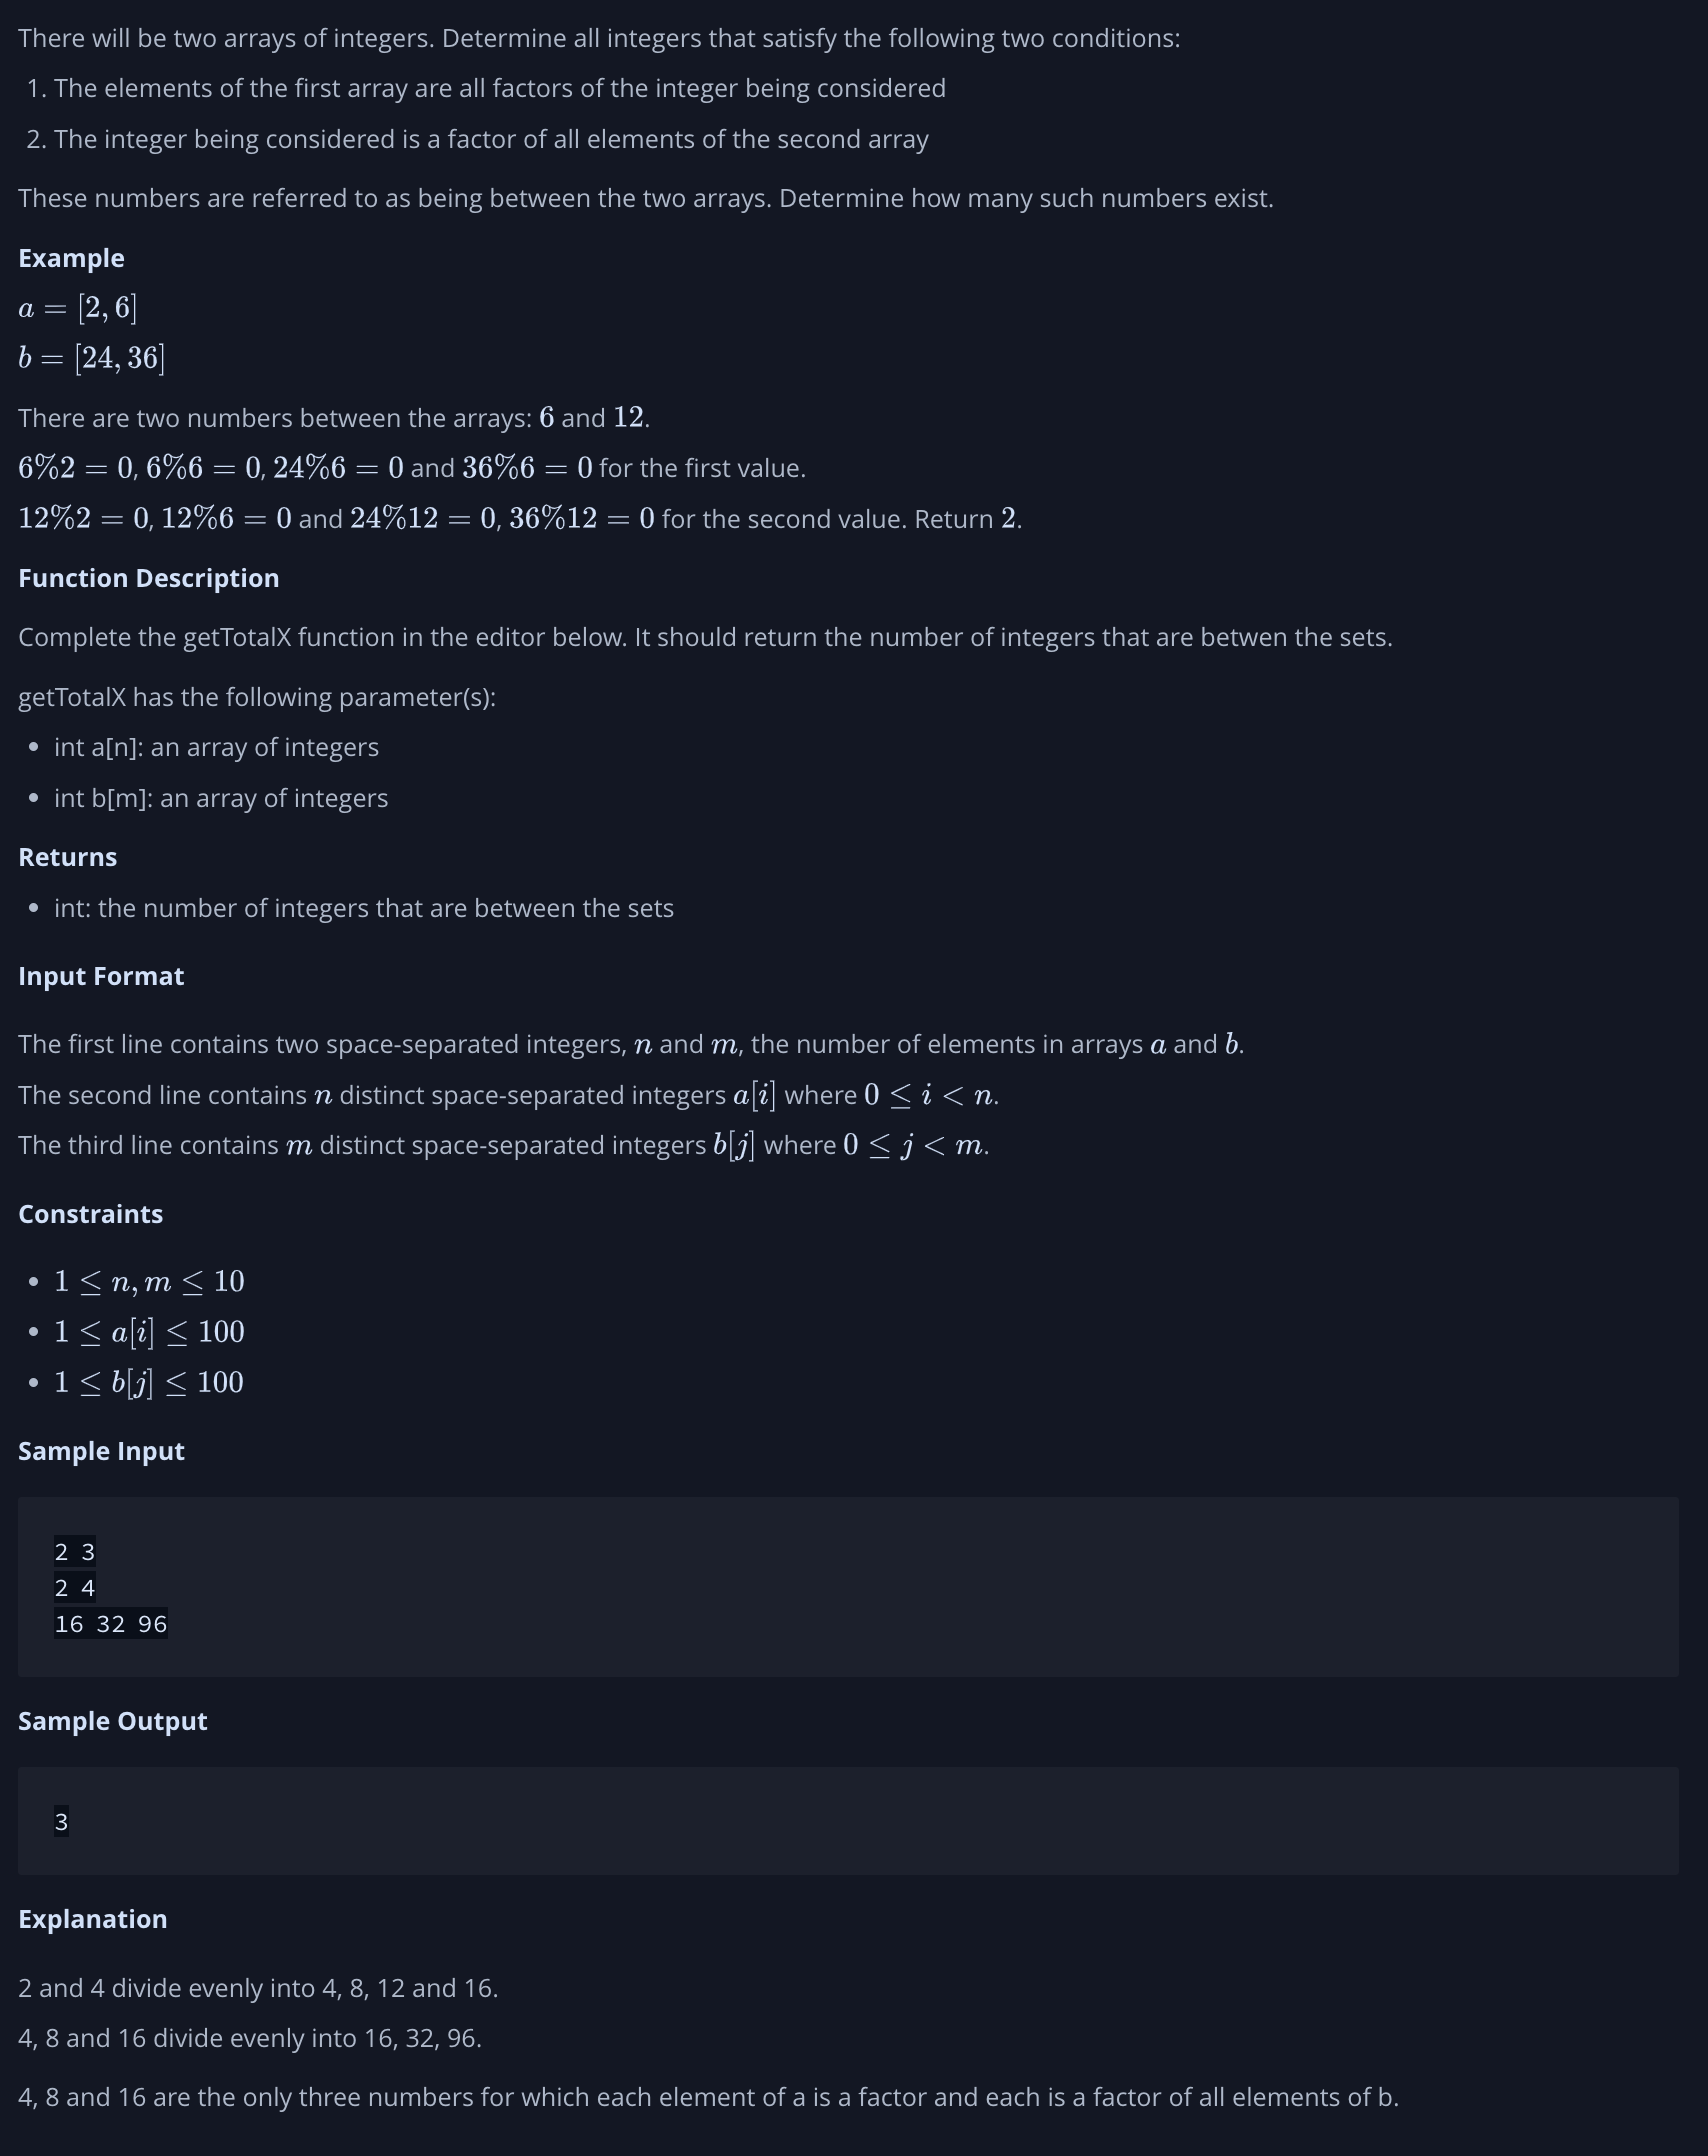 There will be two arrays of integers. Determine all integers that satisfy the following two conditions:
1. The elements of the first array are all factors of the integer being considered
2. The integer being considered is a factor of all elements of the second array
These numbers are referred to as being between the two arrays. Determine how many such numbers exist.
Example
a = [2, 6]
b = [24, 36]
There are two numbers between the arrays: 6 and 12.
6%2 = 0, 6%6 = 0, 24%6 = 0 and 36%6 = 0 for the first value.
12%2 = 0, 12%6 = 0 and 24%12 = 0, 36%12 = 0 for the second value. Return 2.
Function Description
Complete the getTotalX function in the editor below. It should return the number of integers that are betwen the sets.
getTotalX has the following parameter(s):
• int a[n]: an array of integers
• int b[m]: an array of integers
Returns
• int: the number of integers that are between the sets
Input Format
The first line contains two space-separated integers, n and m, the number of elements in arrays a and b.
The second line contains n distinct space-separated integers a[i] where 0 ≤ i < n.
The third line contains m distinct space-separated integers b[j] where 0 ≤ j < m.
Constraints
• 1 ≤ n, m ≤ 10
• 1 ≤ a[i] ≤ 100
• 1 ≤ b[j] ≤ 100
Sample Input
2 3
2 4
16 32 96
Sample Output
3
Explanation
2 and 4 divide evenly into 4, 8, 12 and 16.
4, 8 and 16 divide evenly into 16, 32, 96.
4, 8 and 16 are the only three numbers for which each element of a is a factor and each is a factor of all elements of b.